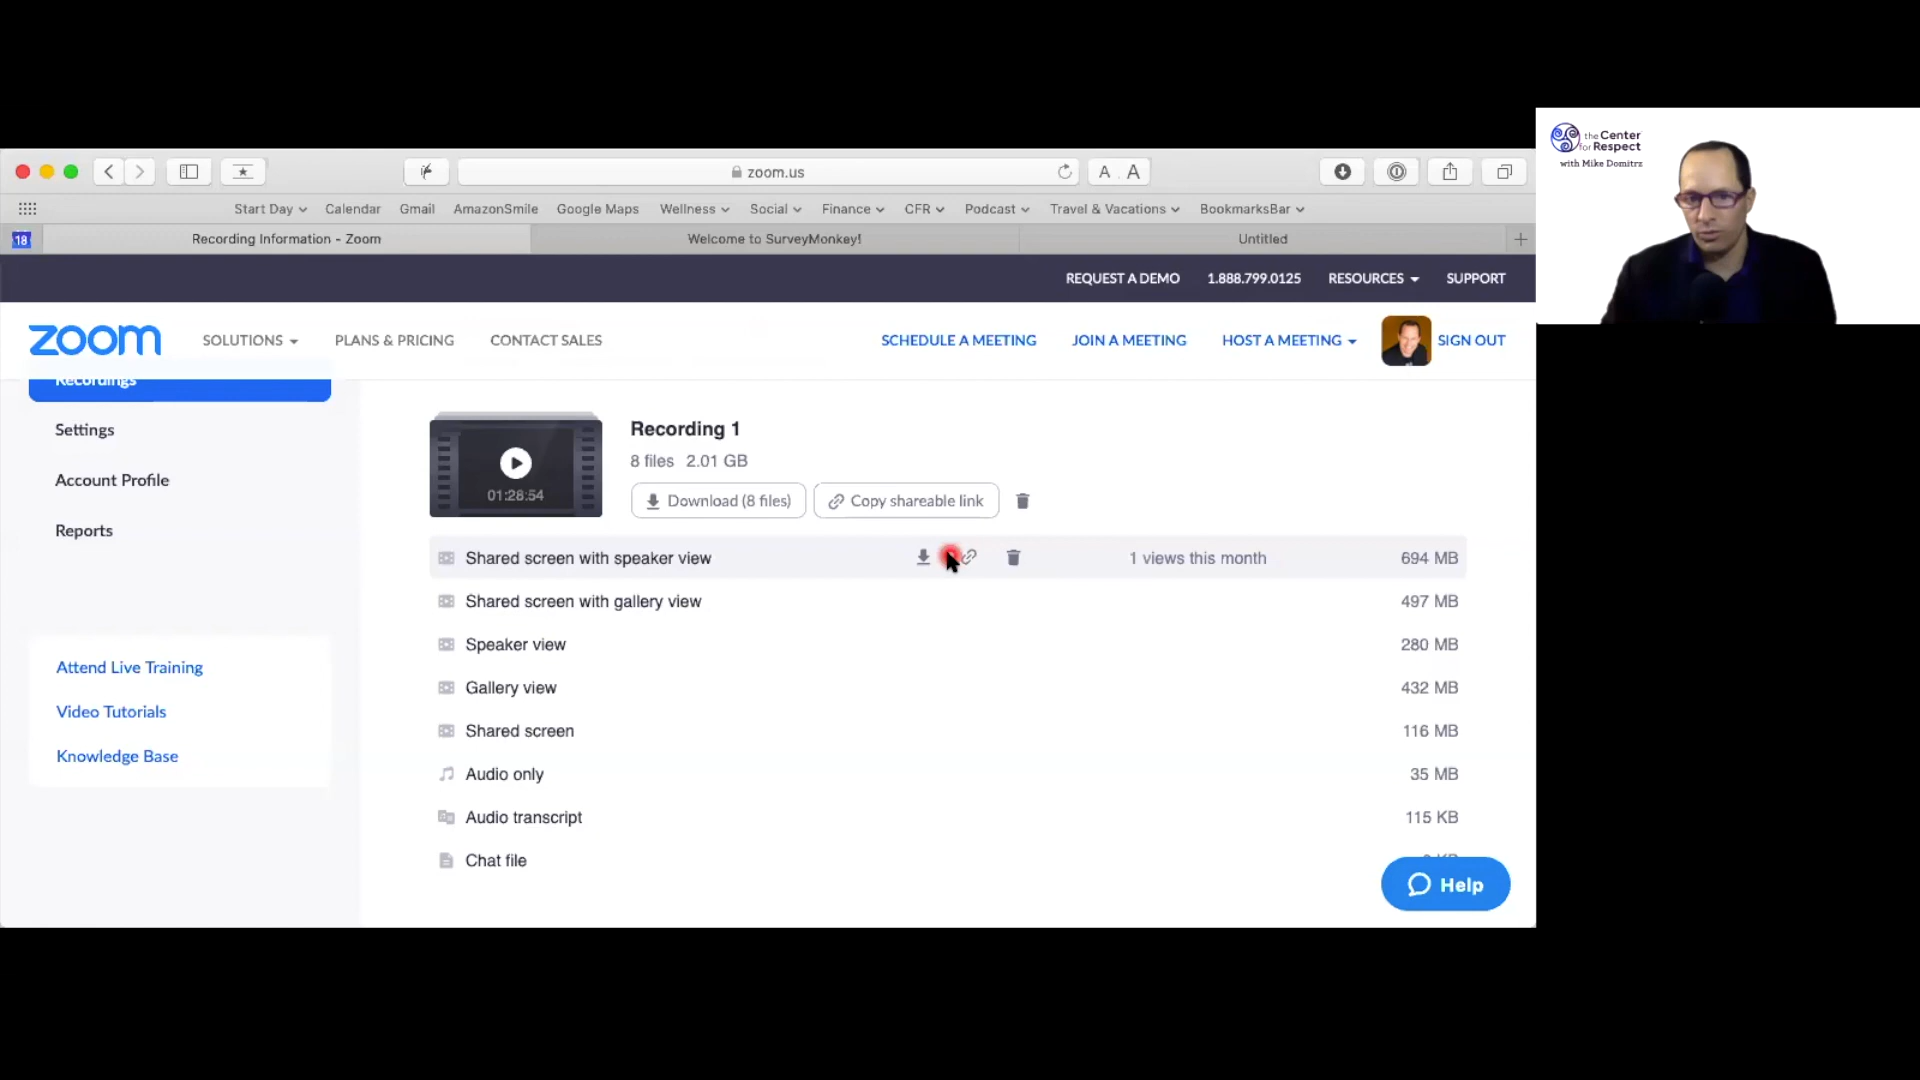 the Center
for Respect
with Mike Domitrz
zoom.us
A A
Start Day
Calendar
Gmail
AmazonSmile
Google Maps
Wellness
Social
Finance
CFR
Podcast
Travel & Vacations
BookmarksBar
18
Recording Information - Zoom
Welcome to SurveyMonkey!
Untitled
REQUEST A DEMO
1.888.799.0125
RESOURCES
SUPPORT
zoom
SOLUTIONS
PLANS & PRICING
CONTACT SALES
SCHEDULE A MEETING
JOIN A MEETING
HOST A MEETING
SIGN OUT
Recordings
Settings
Account Profile
Reports
Attend Live Training
Video Tutorials
Knowledge Base
01:28:54
Recording 1
8 files 2.01 GB
Download (8 files)
Copy shareable link
Shared screen with speaker view
1 views this month
694 MB
Shared screen with gallery view
497 MB
Speaker view
280 MB
Gallery view
432 MB
Shared screen
116 MB
Audio only
35 MB
Audio transcript
115 KB
Chat file
Help